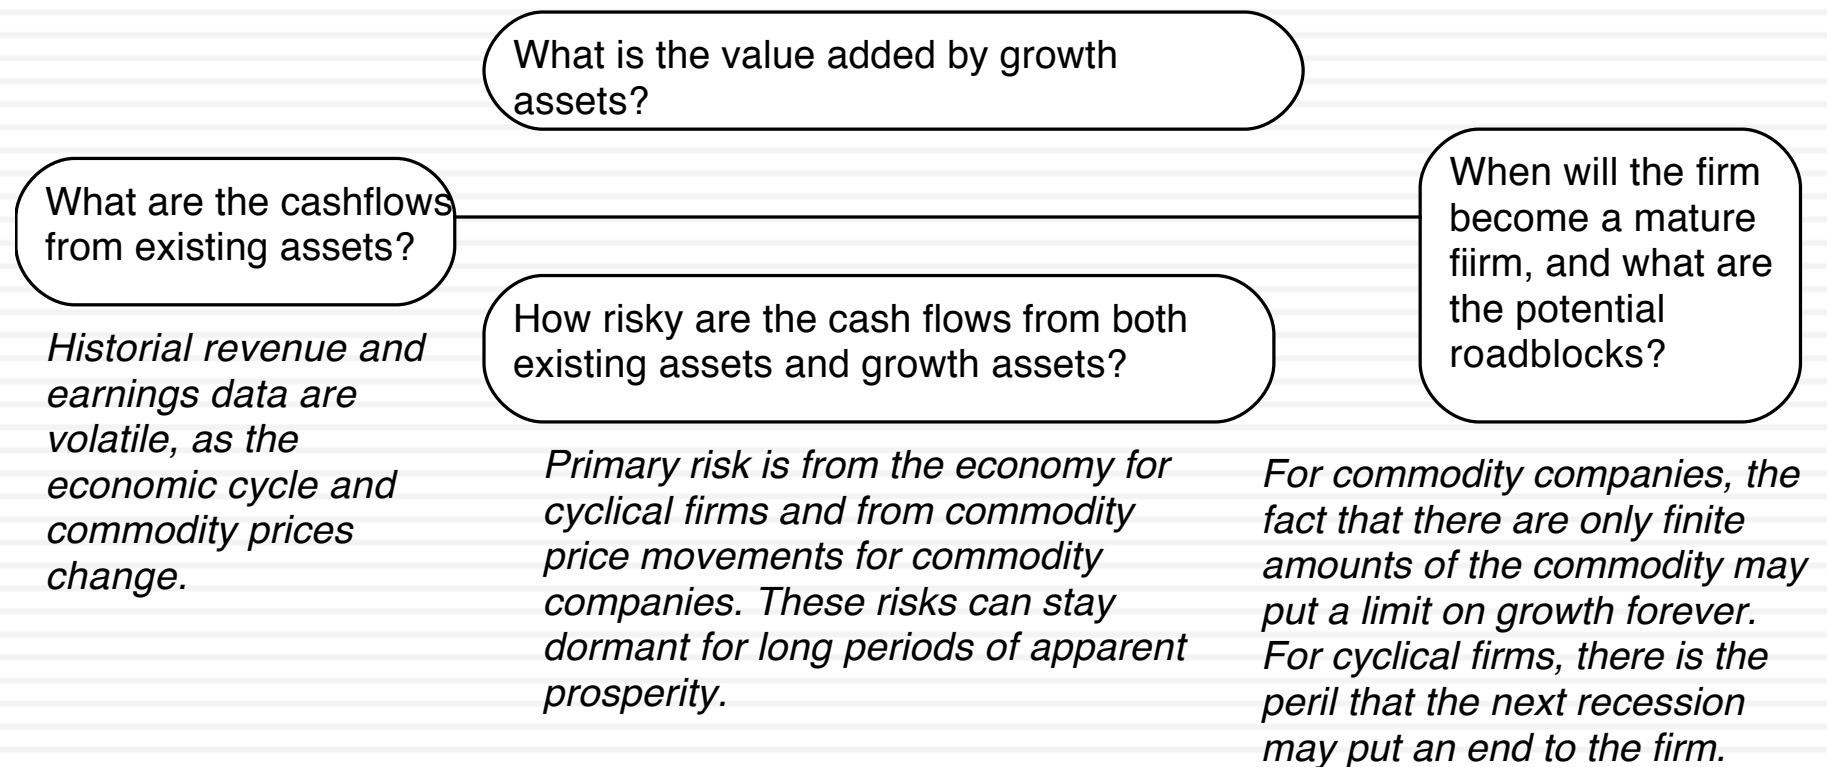 What is the value added by growth
assets?
What are the cashflows
from existing assets?
Historial revenue and
earnings data are
volatile, as the
economic cycle and
commodity prices
change.
How risky are the cash flows from both
existing assets and growth assets?
Primary risk is from the economy for
cyclical firms and from commodity
price movements for commodity
companies. These risks can stay
dormant for long periods of apparent
prosperity.
When will the firm
become a mature
fiirm, and what are
the potential
roadblocks?
For commodity companies, the
fact that there are only finite
amounts of the commodity may
put a limit on growth forever.
For cyclical firms, there is the
peril that the next recession
may put an end to the firm.